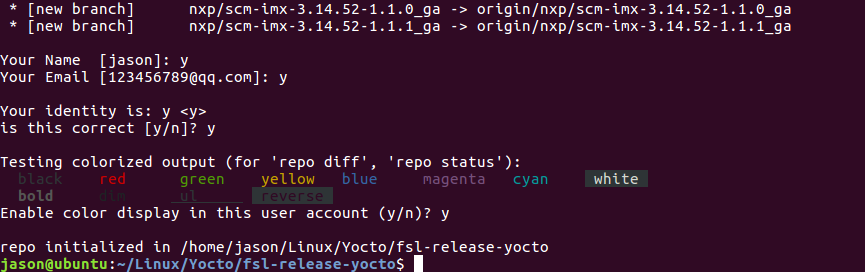 * [new branch]      nxp/scm-imx-3.14.52-1.1.0_ga -> origin/nxp/scm-imx-3.14.52-1.1.0_ga
* [new branch]      nxp/scm-imx-3.14.52-1.1.1_ga -> origin/nxp/scm-imx-3.14.52-1.1.1_ga
Your Name  [jason]: y
Your Email [123456789@qq.com]: y
Your identity is: y <y>
is this correct [y/n]? y
Testing colorized output (for 'repo diff', 'repo status'):
black    red      green    yellow   blue     magenta   cyan     white
bold     dim      ul       reverse
Enable color display in this user account (y/n)? y
repo initialized in /home/jason/Linux/Yocto/fsl-release-yocto
jason@ubuntu:~/Linux/Yocto/fsl-release-yocto$